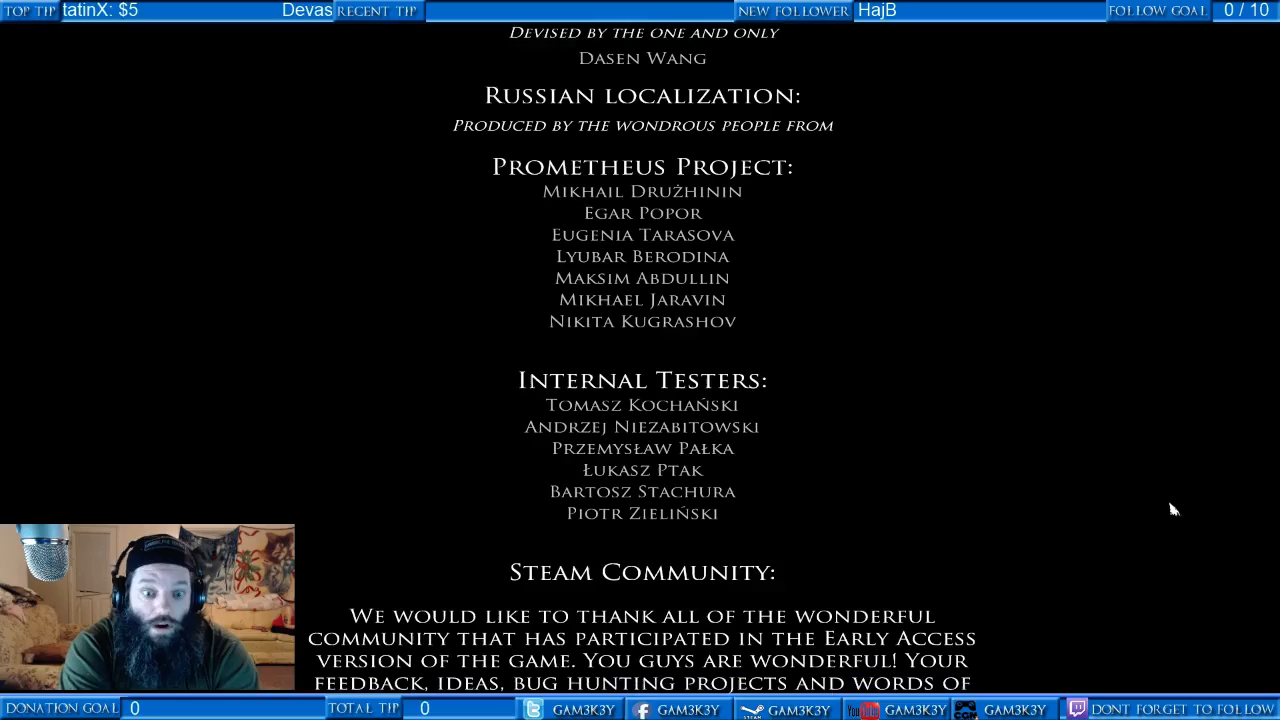 TOP TIP tatinX: $5 Devas RECENT TIP NEW FOLLOWER HajB FOLLOW GOAL 0 / 10
DEVISED BY THE ONE AND ONLY
DASEN WANG
RUSSIAN LOCALIZATION:
PRODUCED BY THE WONDROUS PEOPLE FROM
PROMETHEUS PROJECT:
MIKHAIL DRUŻHININ
EGAR POPOR
EUGENIA TARASOVA
LYUBAR BERODINA
MAKSIM ABDULLIN
MIKHAEL JARAVIN
NIKITA KUGRASHOV
INTERNAL TESTERS:
TOMASZ KOCHAŃSKI
ANDRZEJ NIEZABITOWSKI
PRZEMYSŁAW PAŁKA
ŁUKASZ PTAK
BARTOSZ STACHURA
PIOTR ZIELIŃSKI
STEAM COMMUNITY:
WE WOULD LIKE TO THANK ALL OF THE WONDERFUL
COMMUNITY THAT HAS PARTICIPATED IN THE EARLY ACCESS
VERSION OF THE GAME. YOU GUYS ARE WONDERFUL! YOUR
FEEDBACK, IDEAS, BUG HUNTING PROJECTS AND WORDS OF
DONATION GOAL 0 TOTAL TIP 0 GAM3K3Y GAM3K3Y STEAM GAM3K3Y YouTube GAM3K3Y GAM3K3Y DONT FORGET TO FOLLOW